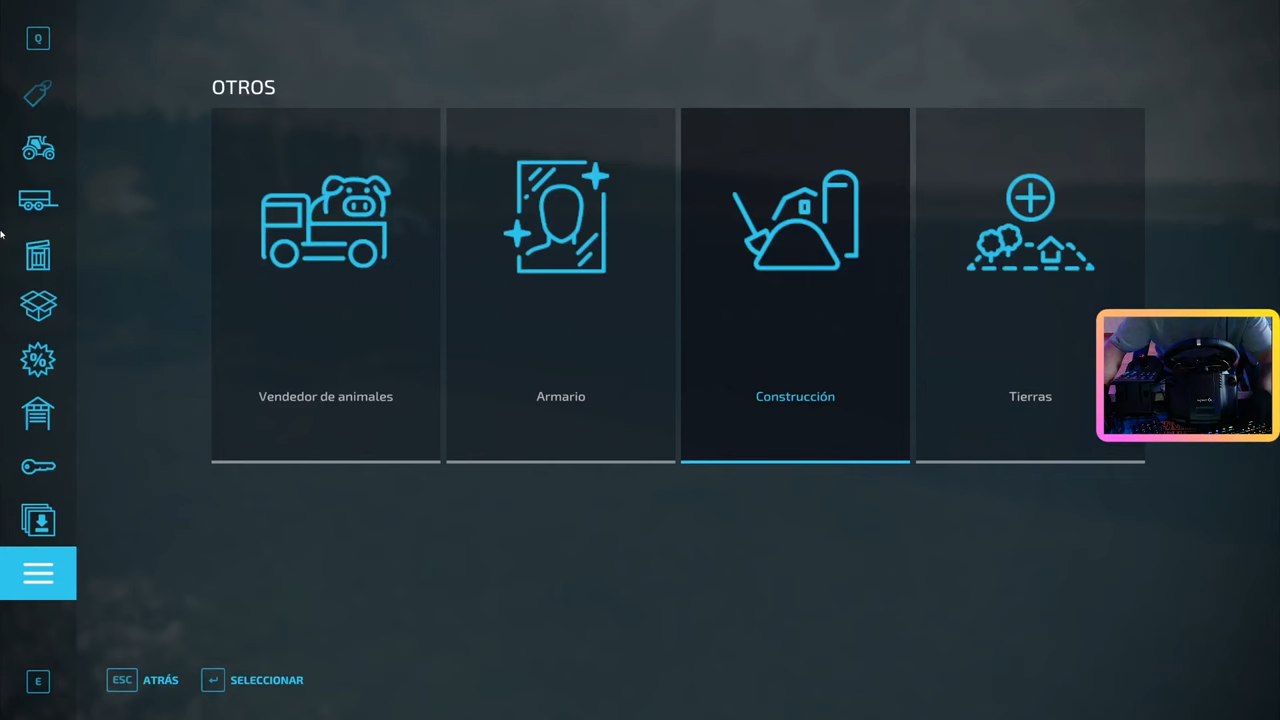 Q
OTROS
%
Vendedor de animales
Armario
Construcción
Tierras
E
ESC ATRÁS
SELECCIONAR